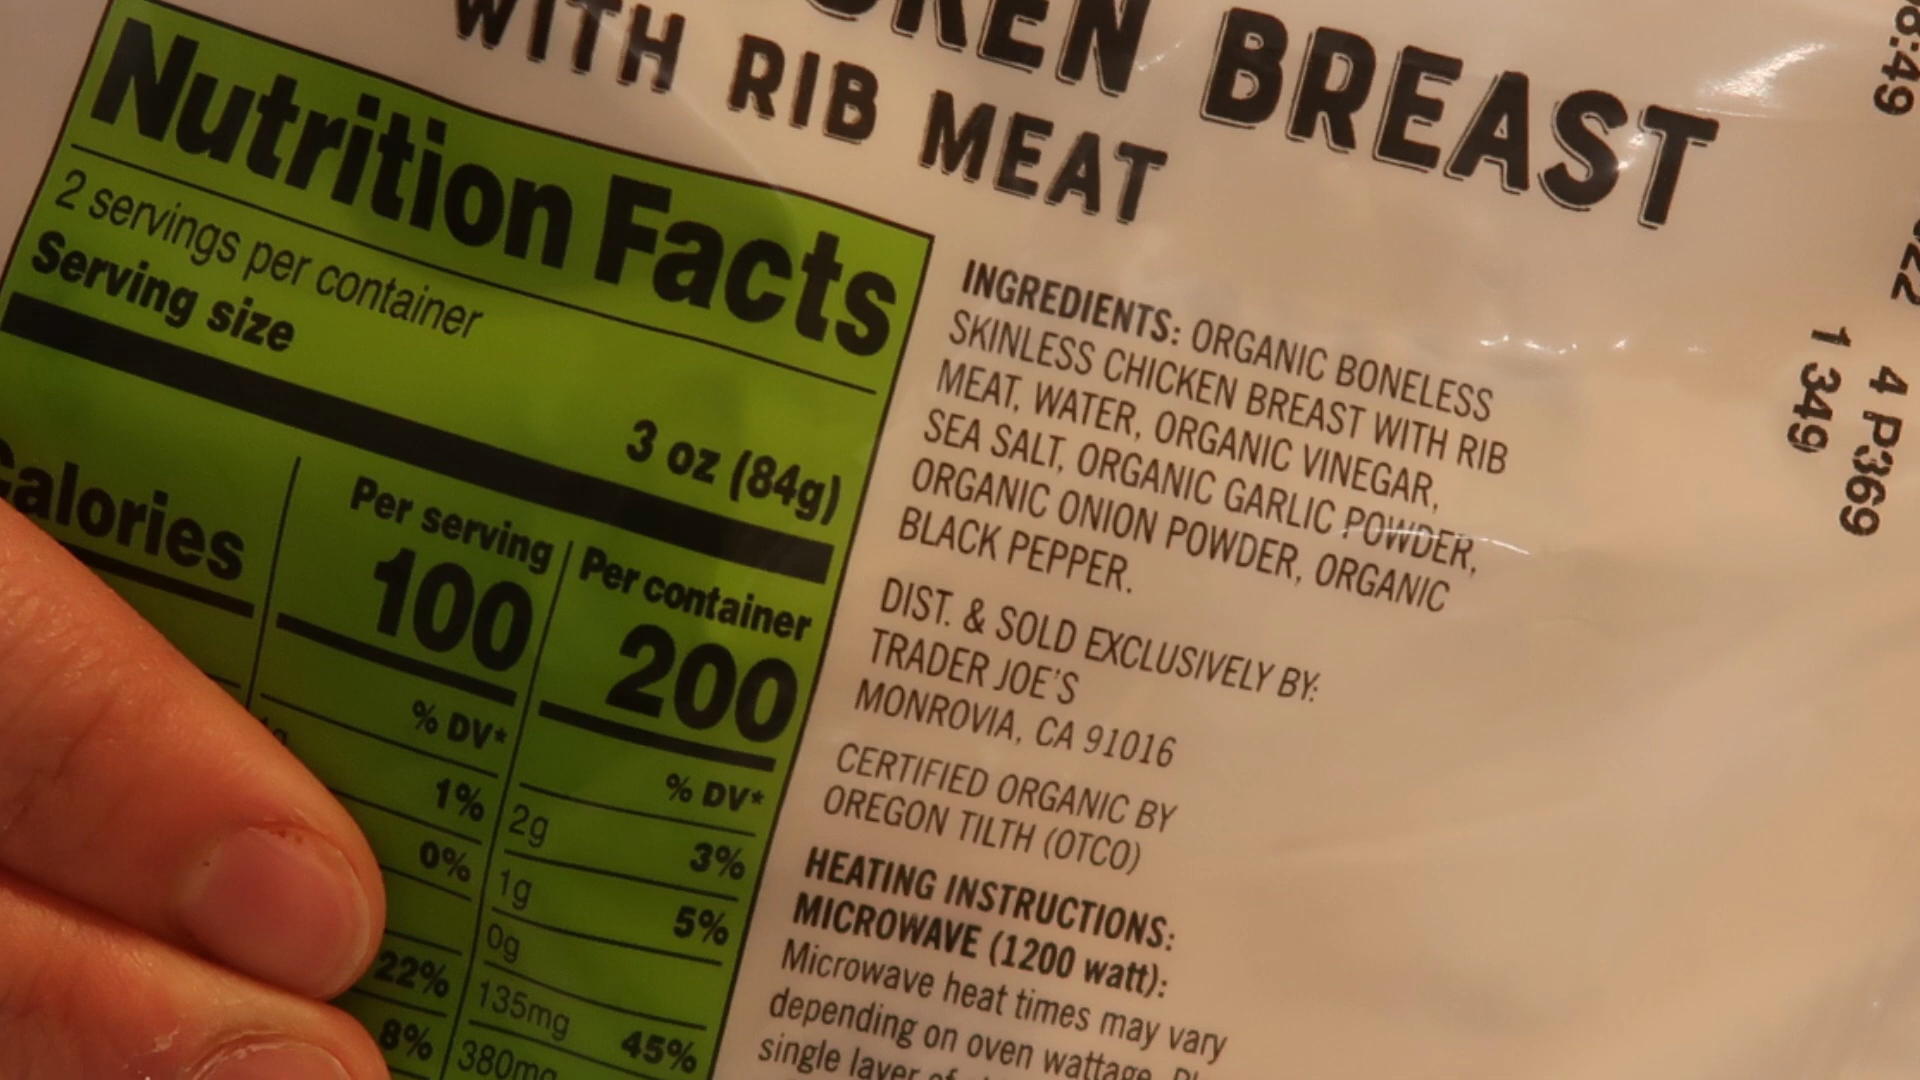 BREAST
WITH RIB MEAT
Nutrition Facts
2 servings per container
Serving size
3 oz (84g)
Per serving
Per container
100
200
% DV*
% DV*
1%
2g
3%
0%
1g
5%
0g
22%
135mg
45%
8%
380mg
INGREDIENTS: ORGANIC BONELESS
SKINLESS CHICKEN BREAST WITH RIB
MEAT, WATER, ORGANIC VINEGAR,
SEA SALT, ORGANIC GARLIC POWDER,
ORGANIC ONION POWDER, ORGANIC
BLACK PEPPER.
DIST. & SOLD EXCLUSIVELY BY:
TRADER JOE'S
MONROVIA, CA 91016
CERTIFIED ORGANIC BY
OREGON TILTH (OTCO)
HEATING INSTRUCTIONS:
MICROWAVE (1200 watt):
Microwave heat times may vary
depending on oven wattage.
single layer of
4 P369
1 349